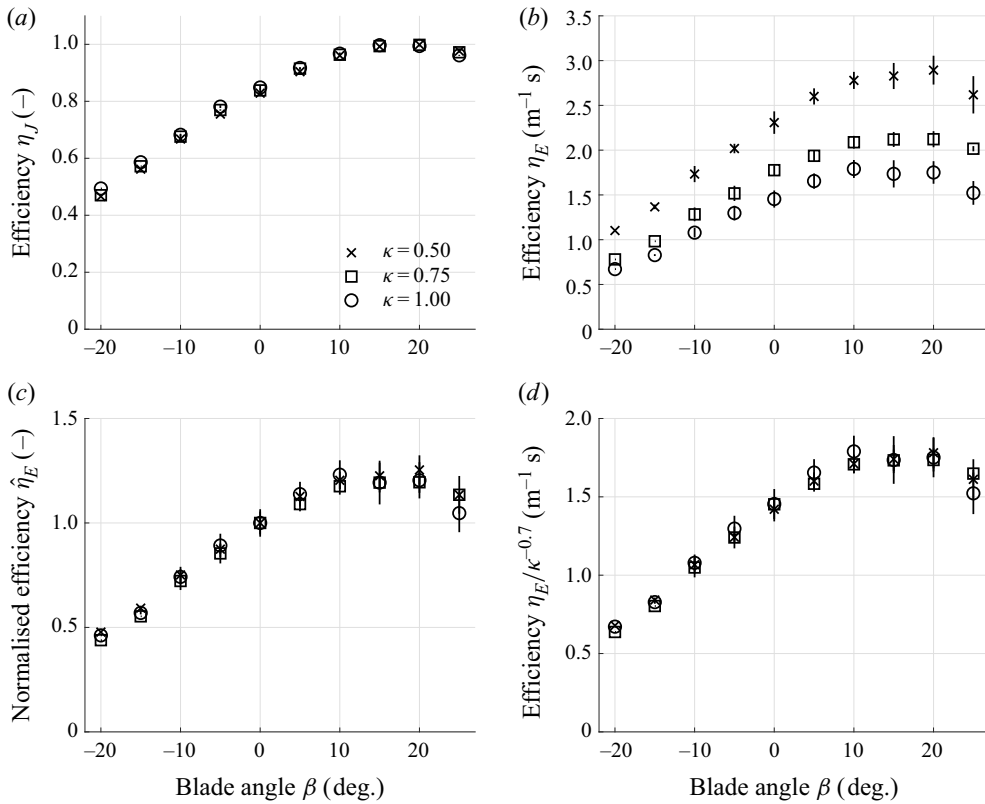 (a)
1.0
0.8
0.6
0.4
0.2
0
Efficiency η_J (–)
× κ = 0.50
□ κ = 0.75
○ κ = 1.00
–20 –10 0 10 20
(b)
3.5
3.0
2.5
2.0
1.5
1.0
0.5
0
Efficiency η_E (m⁻¹ s)
–20 –10 0 10 20
(c)
1.5
1.0
0.5
0
Normalised efficiency η̂_E (–)
–20 –10 0 10 20
Blade angle β (deg.)
(d)
2.0
1.5
1.0
0.5
0
Efficiency η_E/κ⁻⁰·⁷ (m⁻¹ s)
–20 –10 0 10 20
Blade angle β (deg.)